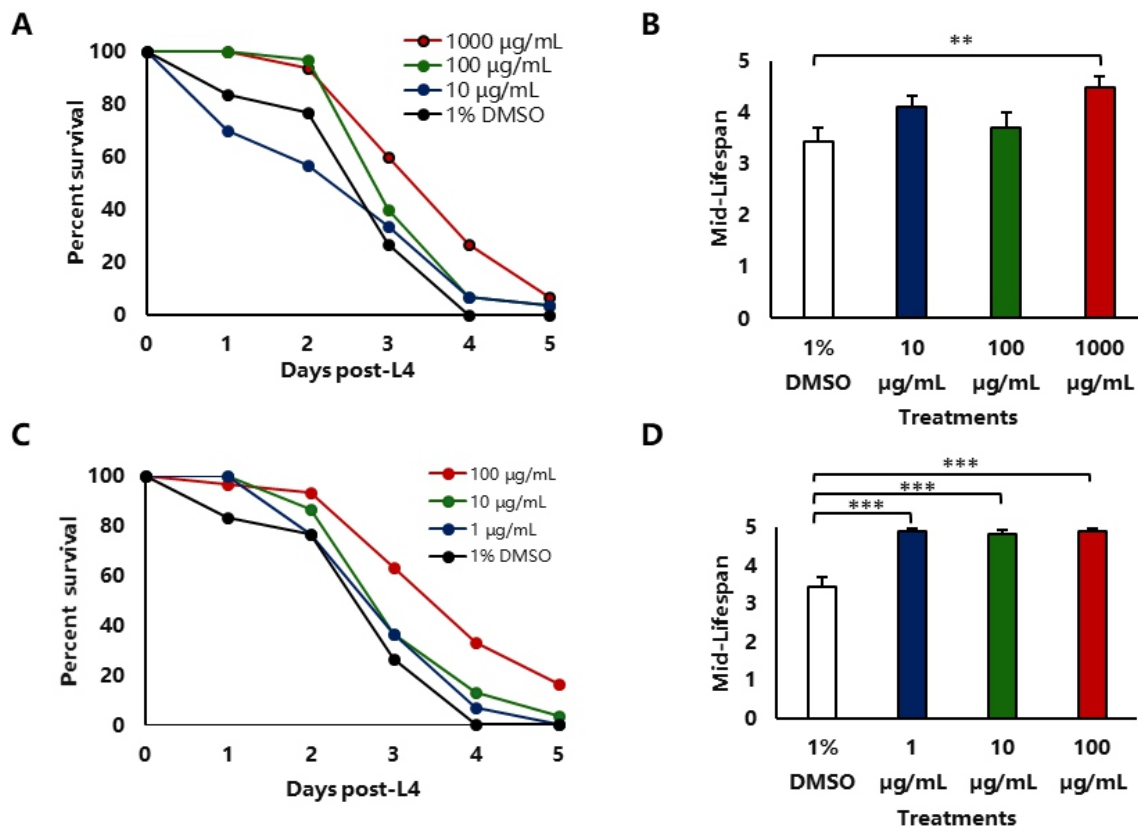 A
Percent survival
100
80
60
40
20
0
1000 µg/mL
100 µg/mL
10 µg/mL
1% DMSO
0 1 2 3 4 5
Days post-L4
B
Mid-Lifespan
5
4
3
2
1
0
**
1% 10 100 1000
DMSO µg/mL µg/mL µg/mL
Treatments
C
Percent survival
100
80
60
40
20
0
100 µg/mL
10 µg/mL
1 µg/mL
1% DMSO
0 1 2 3 4 5
Days post-L4
D
Mid-Lifespan
5
4
3
2
1
0
***
***
***
1% 1 10 100
DMSO µg/mL µg/mL µg/mL
Treatments